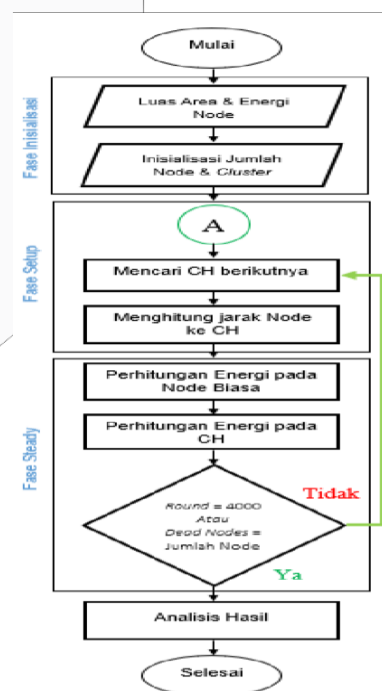 Mulai
Fase Inisialisasi
Luas Area & Energi
Node
Inisialisasi Jumlah
Node & Cluster
Fase Setup
A
Mencari CH berikutnya
Menghitung jarak Node
ke CH
Fase Steady
Perhitungan Energi pada
Node Biasa
Perhitungan Energi pada
CH
Round = 4000
Atau
Dead Nodes =
Jumlah Node
Tidak
Ya
Analisis Hasil
Selesai